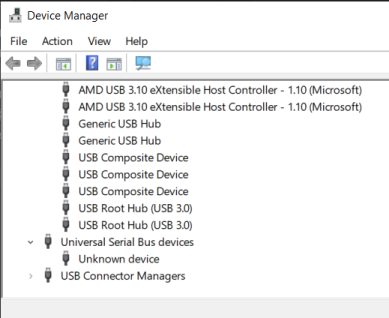 Device Manager
File Action View Help
AMD USB 3.10 eXtensible Host Controller - 1.10 (Microsoft)
AMD USB 3.10 eXtensible Host Controller - 1.10 (Microsoft)
Generic USB Hub
Generic USB Hub
USB Composite Device
USB Composite Device
USB Composite Device
USB Root Hub (USB 3.0)
USB Root Hub (USB 3.0)
Universal Serial Bus devices
Unknown device
USB Connector Managers